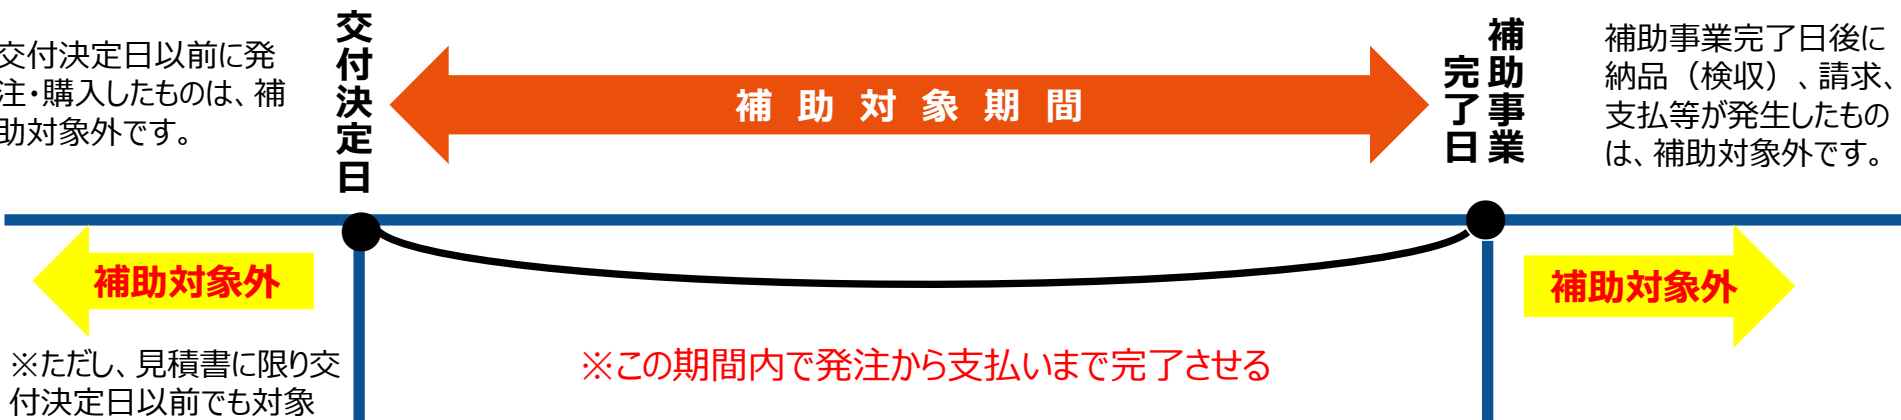 交付決定日以前に発
注・購入したものは、補
助対象外です。
交付決定日
補助対象期間
補助事業
完了日
補助事業完了日後に
納品（検収）、請求、
支払等が発生したもの
は、補助対象外です。
補助対象外
補助対象外
※ただし、見積書に限り交
付決定日以前でも対象
※この期間内で発注から支払いまで完了させる